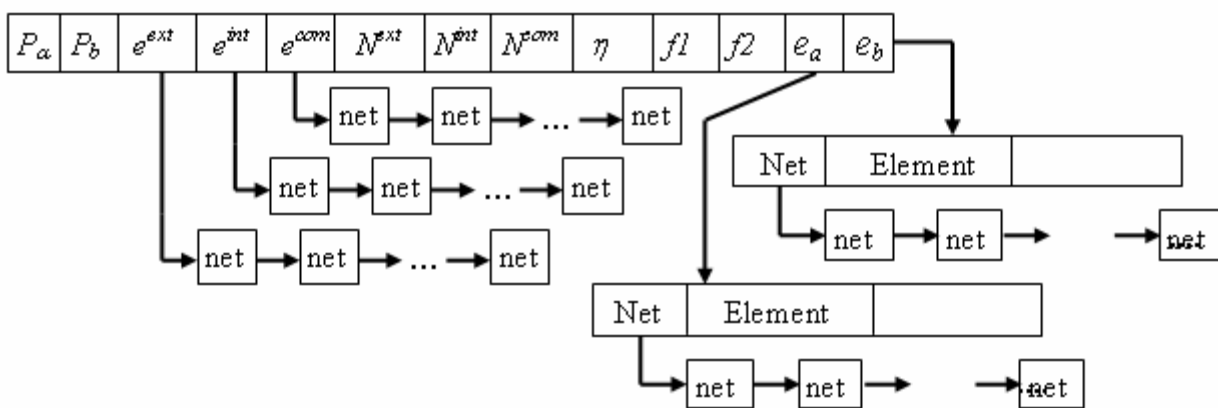 P_a P_b e^ext e^int e^com N^ext N^int N^com η f1 f2 e_a e_b
net net ... net
Net Element
net net ... net
net net net
net net ... net
Net Element
net net net